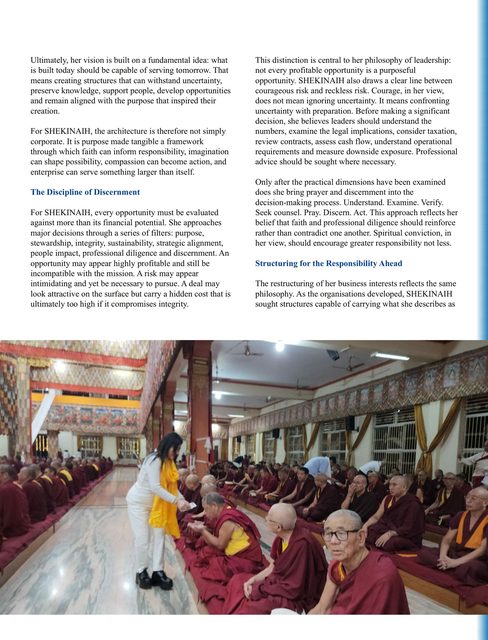 Ultimately, her vision is built on a fundamental idea: what
is built today should be capable of serving tomorrow. That
means creating structures that can withstand uncertainty,
preserve knowledge, support people, develop opportunities
and remain aligned with the purpose that inspired their
creation.
For SHEKINAIH, the architecture is therefore not simply
corporate. It is purpose made tangible a framework
through which faith can inform responsibility, imagination
can shape possibility, compassion can become action, and
enterprise can serve something larger than itself.
The Discipline of Discernment
For SHEKINAIH, every opportunity must be evaluated
against more than its financial potential. She approaches
major decisions through a series of filters: purpose,
stewardship, integrity, sustainability, strategic alignment,
people impact, professional diligence and discernment. An
opportunity may appear highly profitable and still be
incompatible with the mission. A risk may appear
intimidating and yet be necessary to pursue. A deal may
look attractive on the surface but carry a hidden cost that is
ultimately too high if it compromises integrity.
This distinction is central to her philosophy of leadership:
not every profitable opportunity is a purposeful
opportunity. SHEKINAIH also draws a clear line between
courageous risk and reckless risk. Courage, in her view,
does not mean ignoring uncertainty. It means confronting
uncertainty with preparation. Before making a significant
decision, she believes leaders should understand the
numbers, examine the legal implications, consider taxation,
review contracts, assess cash flow, understand operational
requirements and measure downside exposure. Professional
advice should be sought where necessary.
Only after the practical dimensions have been examined
does she bring prayer and discernment into the
decision-making process. Understand. Examine. Verify.
Seek counsel. Pray. Discern. Act. This approach reflects her
belief that faith and professional diligence should reinforce
rather than contradict one another. Spiritual conviction, in
her view, should encourage greater responsibility not less.
Structuring for the Responsibility Ahead
The restructuring of her business interests reflects the same
philosophy. As the organisations developed, SHEKINAIH
sought structures capable of carrying what she describes as